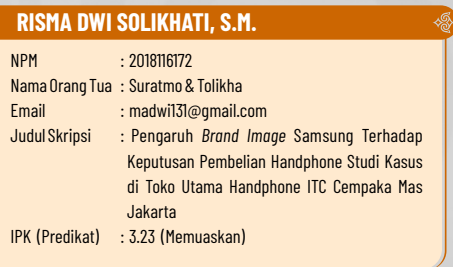 RISMA DWI SOLIKHATI, S.M.
NPM : 2018116172
Nama Orang Tua : Suratmo & Tolikha
Email : madwi131@gmail.com
Judul Skripsi : Pengaruh Brand Image Samsung Terhadap
Keputusan Pembelian Handphone Studi Kasus
di Toko Utama Handphone ITC Cempaka Mas
Jakarta
IPK (Predikat) : 3.23 (Memuaskan)